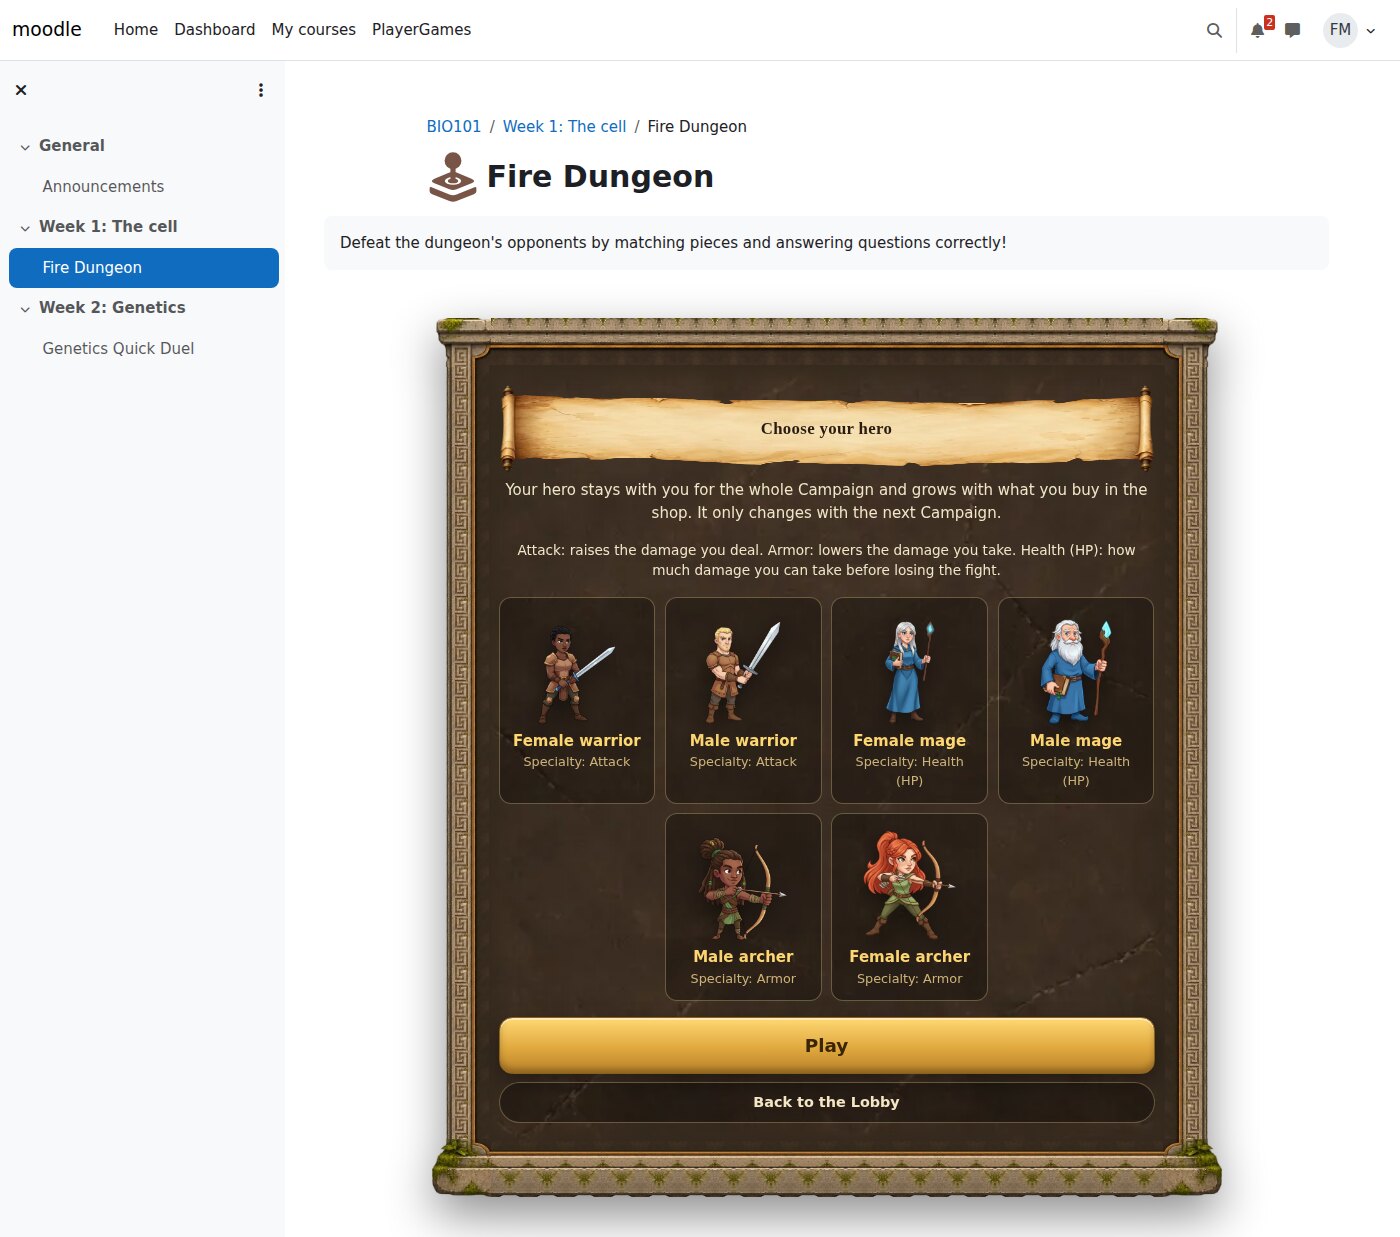 moodle
Home Dashboard My courses PlayerGames
2
FM
General
Announcements
Week 1: The cell
Fire Dungeon
Week 2: Genetics
Genetics Quick Duel
BIO101 / Week 1: The cell / Fire Dungeon
Fire Dungeon
Defeat the dungeon's opponents by matching pieces and answering questions correctly!
Choose your hero
Your hero stays with you for the whole Campaign and grows with what you buy in the
shop. It only changes with the next Campaign.
Attack: raises the damage you deal. Armor: lowers the damage you take. Health (HP): how
much damage you can take before losing the fight.
Female warrior
Specialty: Attack
Male warrior
Specialty: Attack
Female mage
Specialty: Health
(HP)
Male mage
Specialty: Health
(HP)
Male archer
Specialty: Armor
Female archer
Specialty: Armor
Play
Back to the Lobby